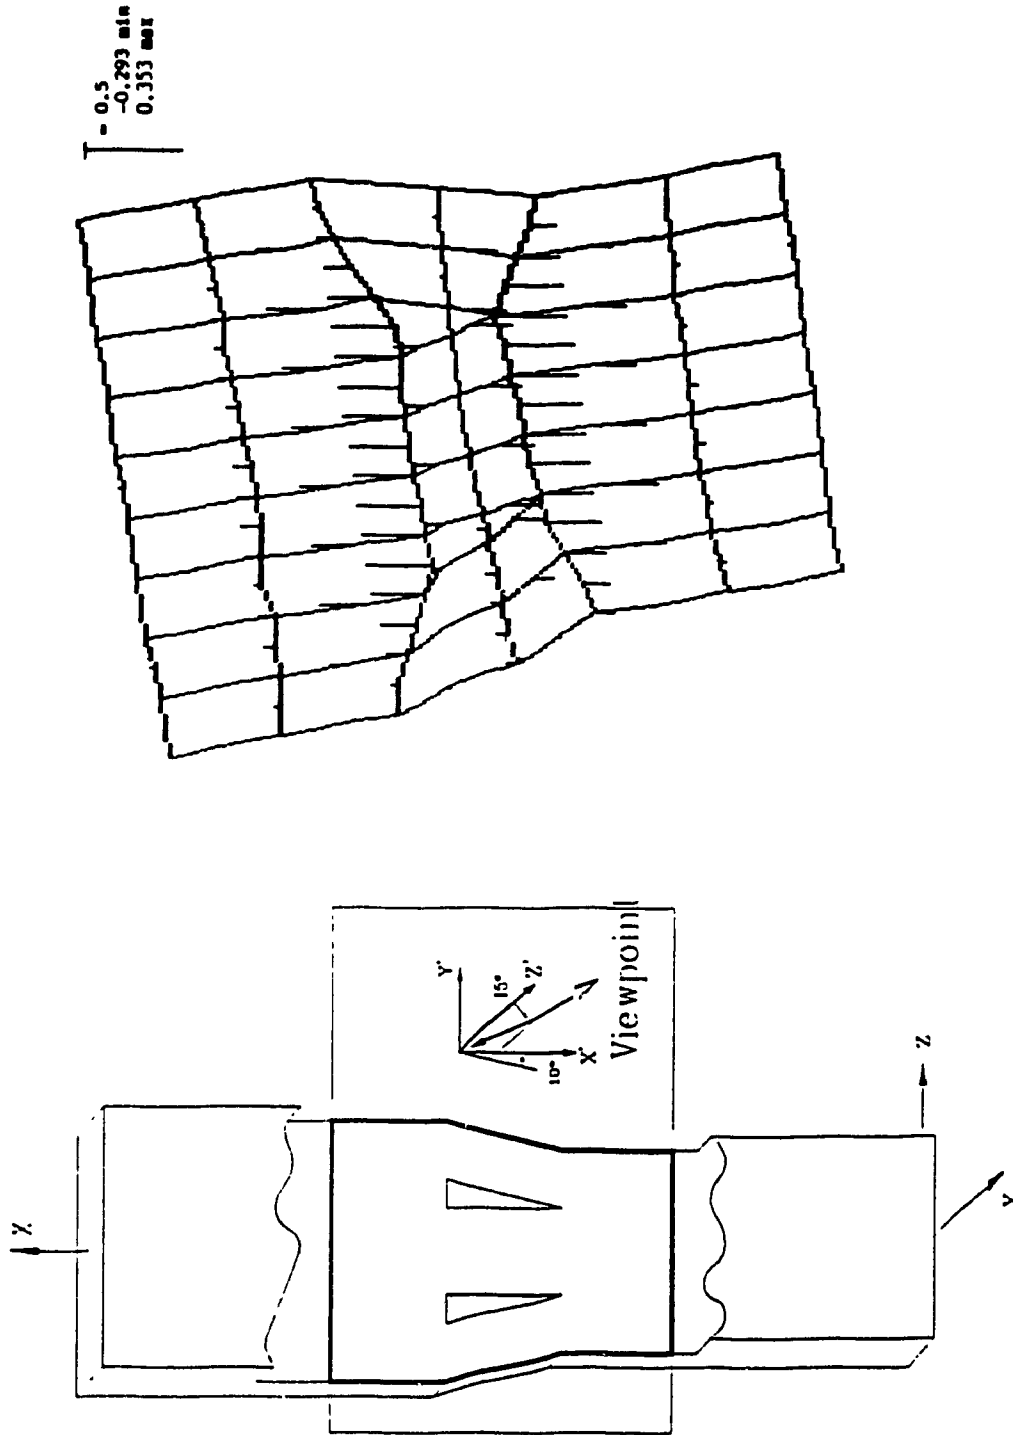 = 0.5
-0.293 min
0.353 max
Y'
15°
Z'
X'
10°
Viewpoint
X
Z
Y